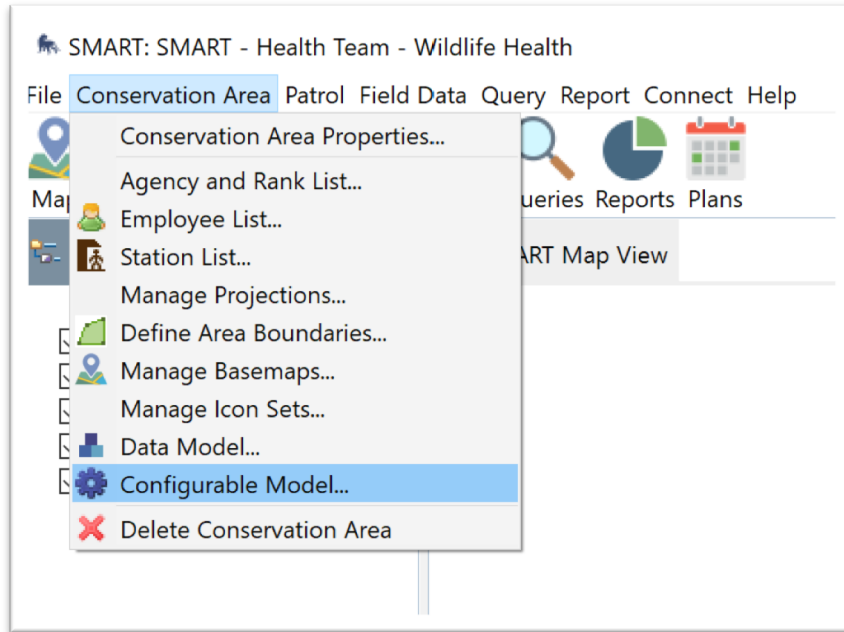 SMART: SMART - Health Team - Wildlife Health
File Conservation Area Patrol Field Data Query Report Connect Help
Conservation Area Properties...
Agency and Rank List...
Reports Plans
Employee List...
Station List...
Map View
Manage Projections...
Define Area Boundaries...
Manage Basemaps...
Manage Icon Sets...
Data Model...
Configurable Model...
Delete Conservation Area